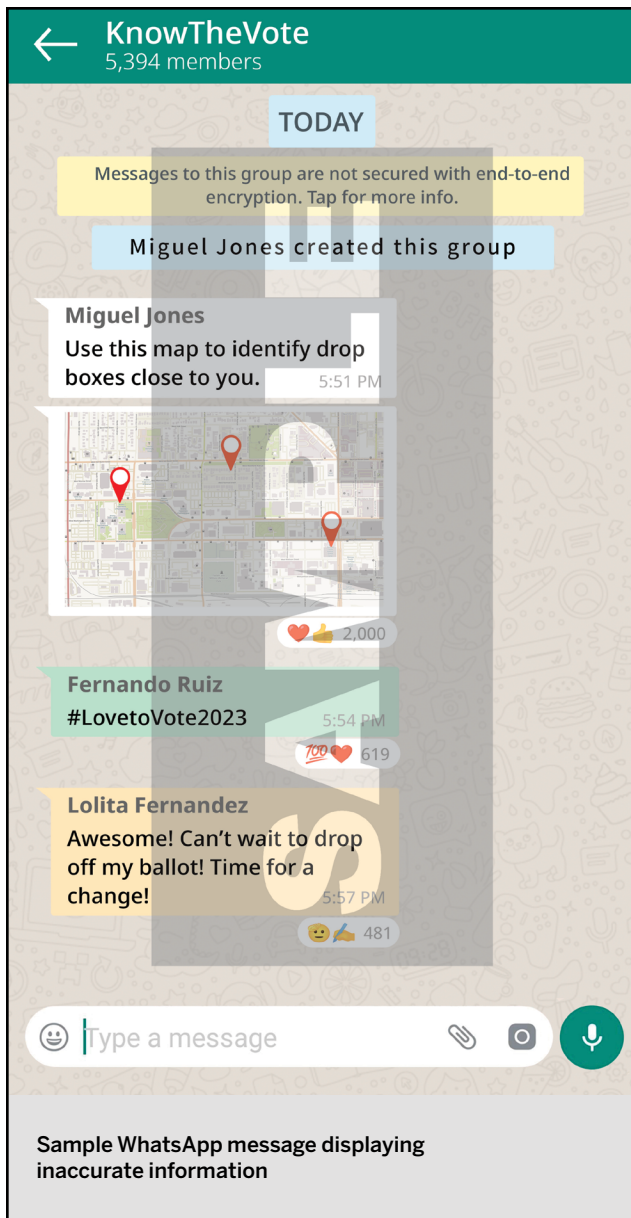 KnowTheVote
5,394 members
TODAY
Messages to this group are not secured with end-to-end
encryption. Tap for more info.
Miguel Jones created this group
Miguel Jones
Use this map to identify drop
boxes close to you.
5:51 PM
2,000
Fernando Ruiz
#LovetoVote2023
5:54 PM
💯 619
Lolita Fernandez
Awesome! Can’t wait to drop
off my ballot! Time for a
change!
5:57 PM
481
SAMPLE
Type a message
Sample WhatsApp message displaying
inaccurate information